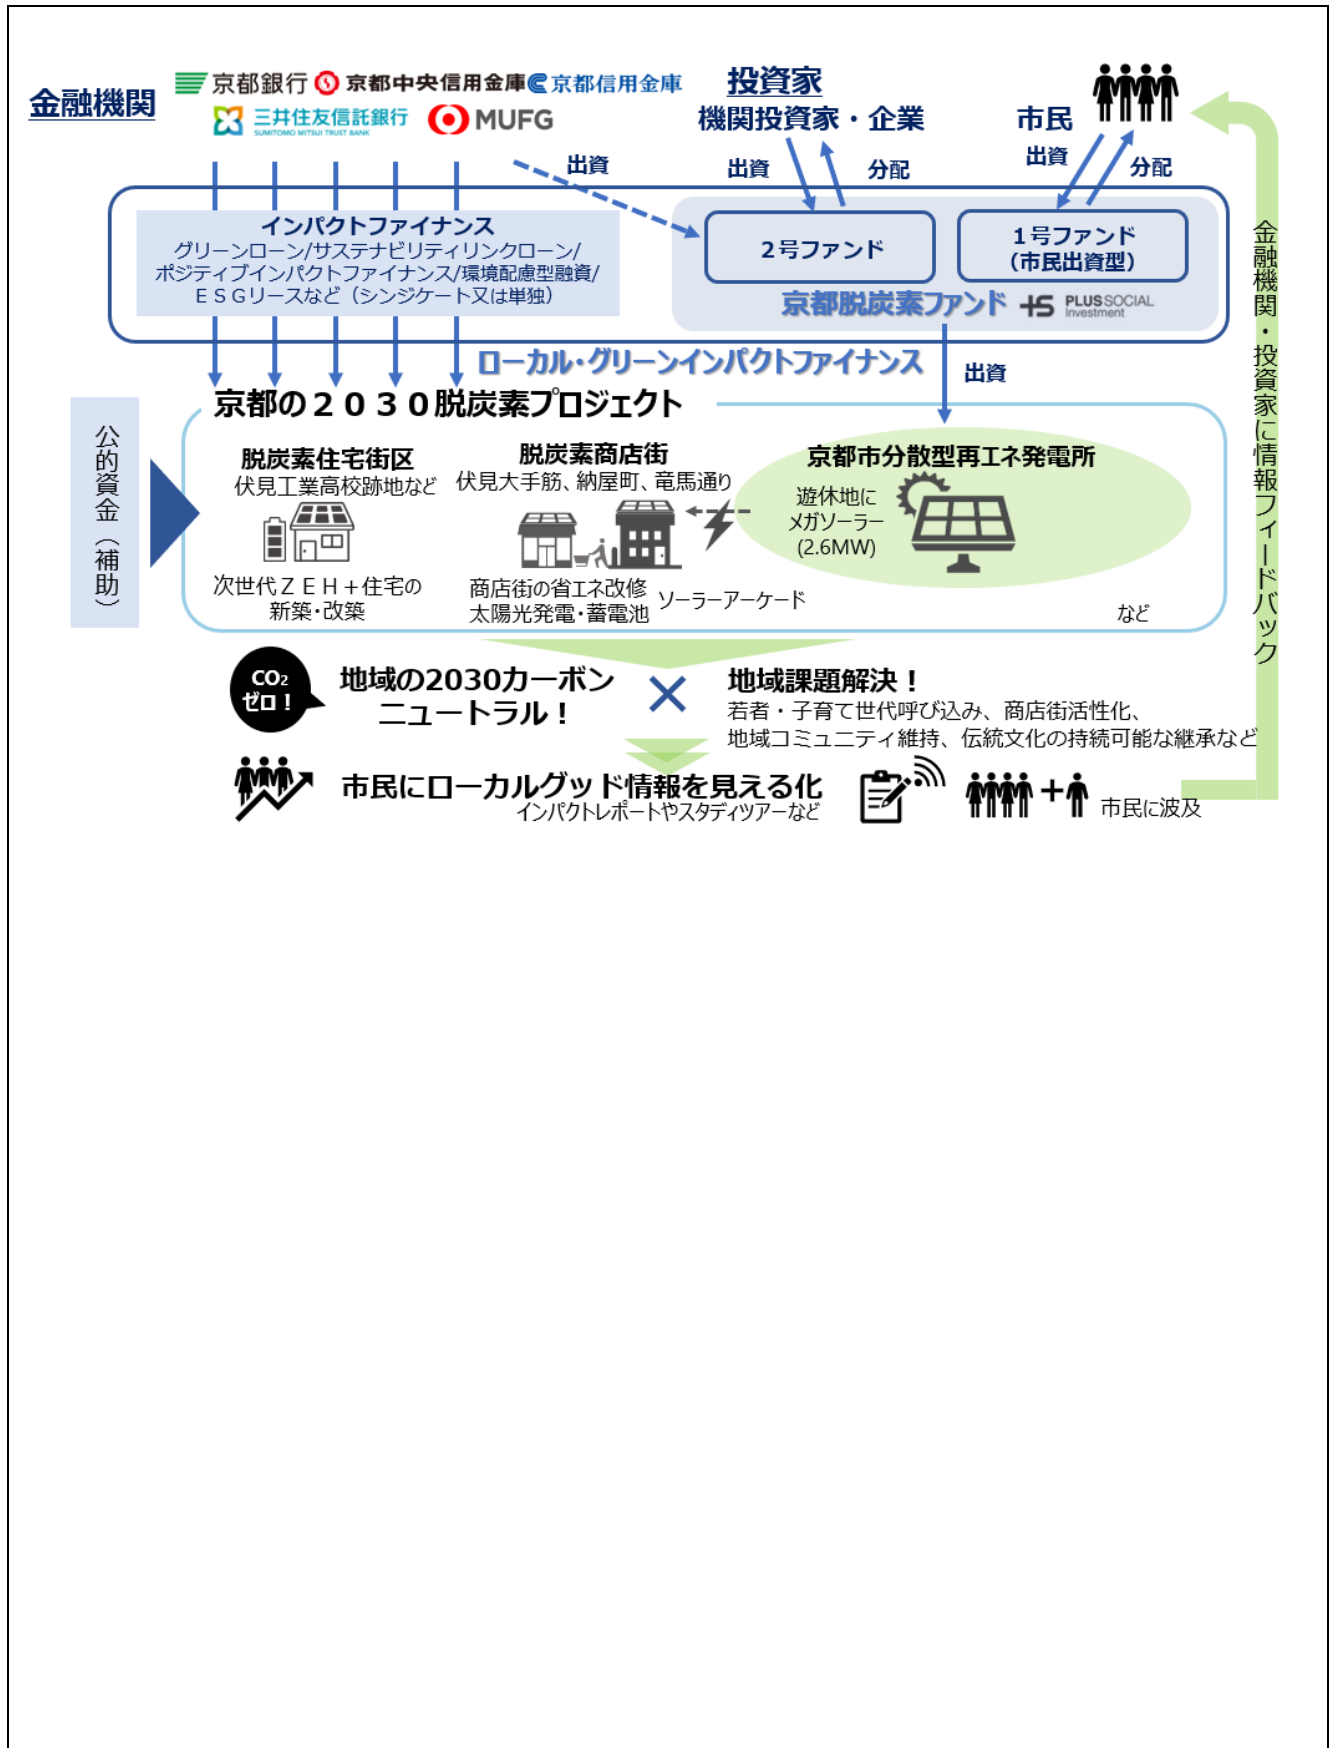 金融機関
京都銀行 京都中央信用金庫 京都信用金庫
三井住友信託銀行
SUMITOMO MITSUI TRUST BANK
MUFG
投資家
機関投資家・企業
市民
出資
出資
分配
出資
分配
インパクトファイナンス
グリーンローン/サステナビリティリンクローン/
ポジティブインパクトファイナンス/環境配慮型融資/
ＥＳＧリースなど（シンジケート又は単独）
２号ファンド
１号ファンド
（市民出資型）
京都脱炭素ファンド
PLUS SOCIAL
Investment
ローカル・グリーンインパクトファイナンス
出資
金融機関・投資家に情報フィードバック
公的資金（補助）
京都の２０３０脱炭素プロジェクト
脱炭素住宅街区
伏見工業高校跡地など
次世代ＺＥＨ＋住宅の
新築・改築
脱炭素商店街
伏見大手筋、納屋町、竜馬通り
商店街の省エネ改修
太陽光発電・蓄電池
ソーラーアーケード
京都市分散型再エネ発電所
遊休地に
メガソーラー
(2.6MW)
など
CO₂
ゼロ！
地域の2030カーボン
ニュートラル！
×
地域課題解決！
若者・子育て世代呼び込み、商店街活性化、
地域コミュニティ維持、伝統文化の持続可能な継承など
市民にローカルグッド情報を見える化
インパクトレポートやスタディツアーなど
＋
市民に波及